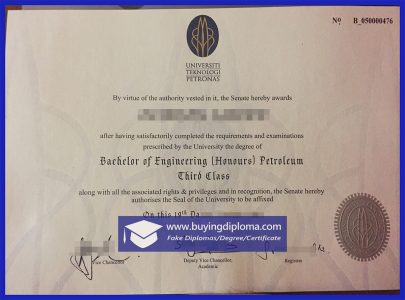 Nº B_050000476
UNIVERSITI
TEKNOLOGI
PETRONAS
By virtue of the authority vested in it, the Senate hereby awards
after having satisfactorily completed the requirements and examinations
prescribed by the University the degree of
Bachelor of Engineering (Honours) Petroleum
Third Class
along with all the associated rights & privileges and in recognition, the Senate hereby
authorises the Seal of the University to be affixed
On this 19th Da
www.buyingdiploma.com
Fake Diplomas/Degree/Certificate
Vice Chancellor
Deputy Vice Chancellor,
Academic
Registrar